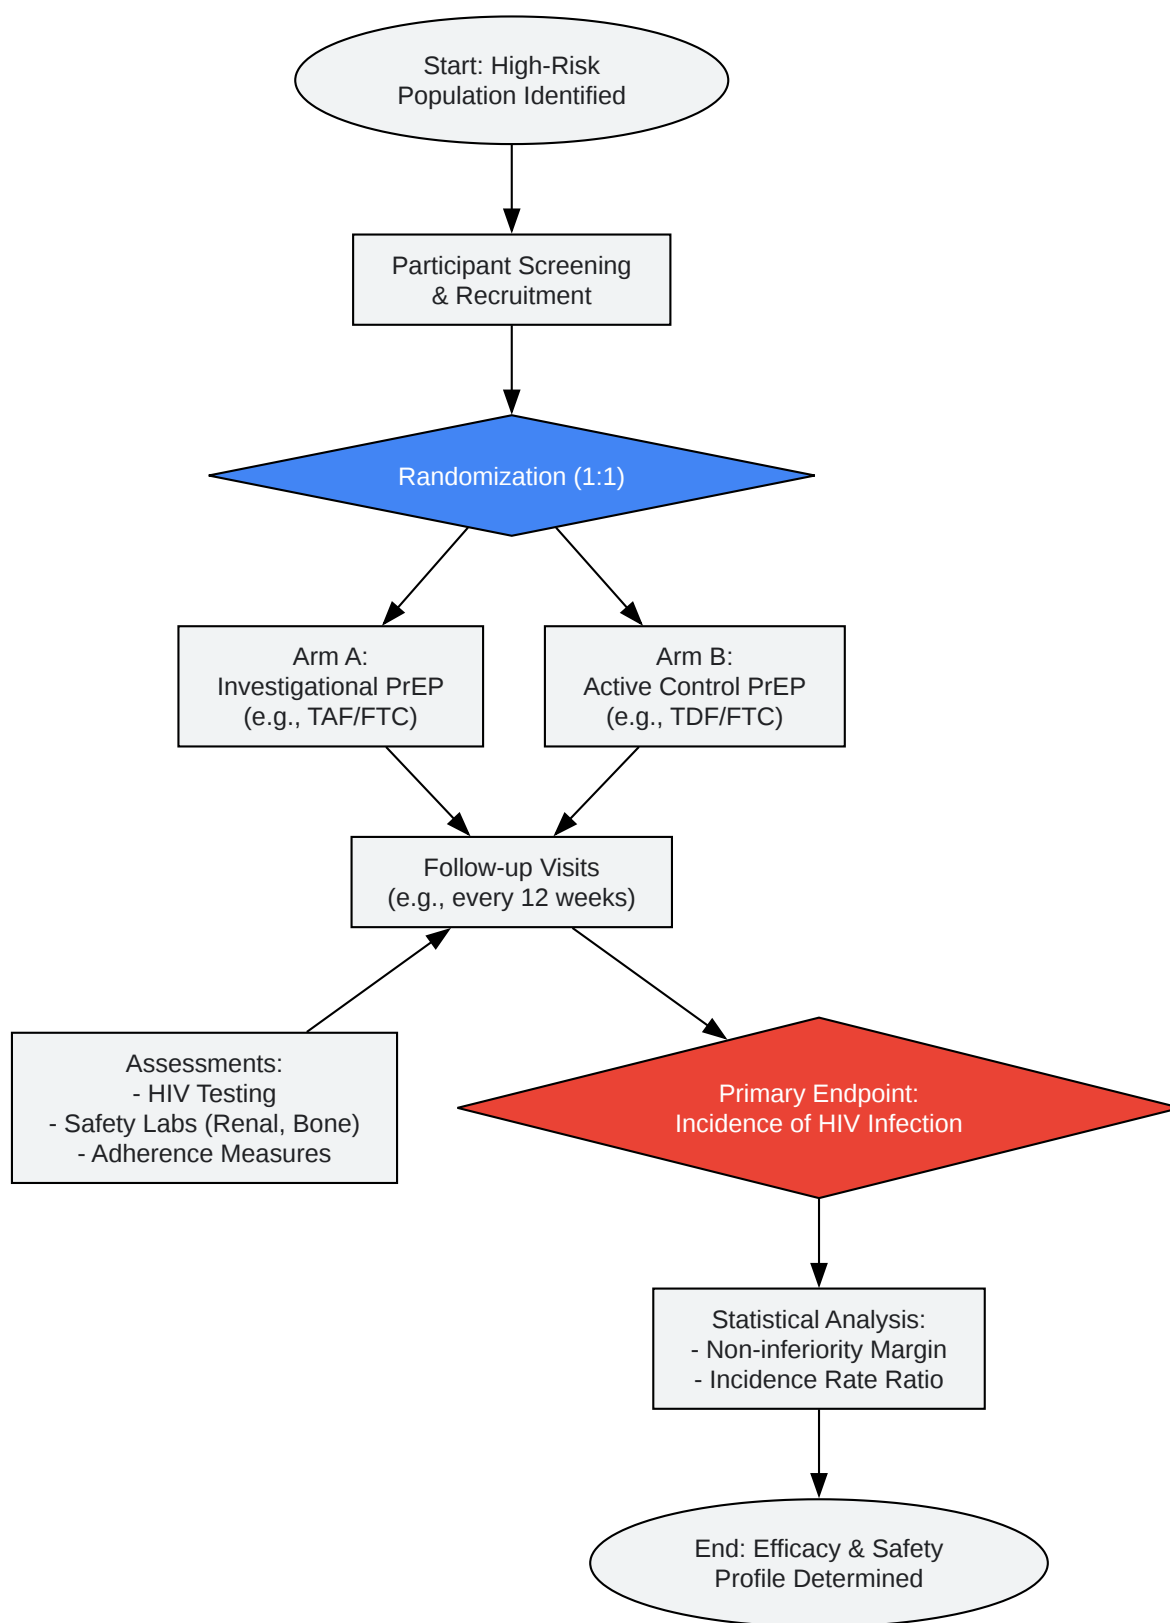 Start: High-Risk
Population Identified
Participant Screening
& Recruitment
Randomization (1:1)
Arm A:
Investigational PrEP
(e.g., TAF/FTC)
Arm B:
Active Control PrEP
(e.g., TDF/FTC)
Follow-up Visits
(e.g., every 12 weeks)
Assessments:
- HIV Testing
- Safety Labs (Renal, Bone)
- Adherence Measures
Primary Endpoint:
Incidence of HIV Infection
Statistical Analysis:
- Non-inferiority Margin
- Incidence Rate Ratio
End: Efficacy & Safety
Profile Determined